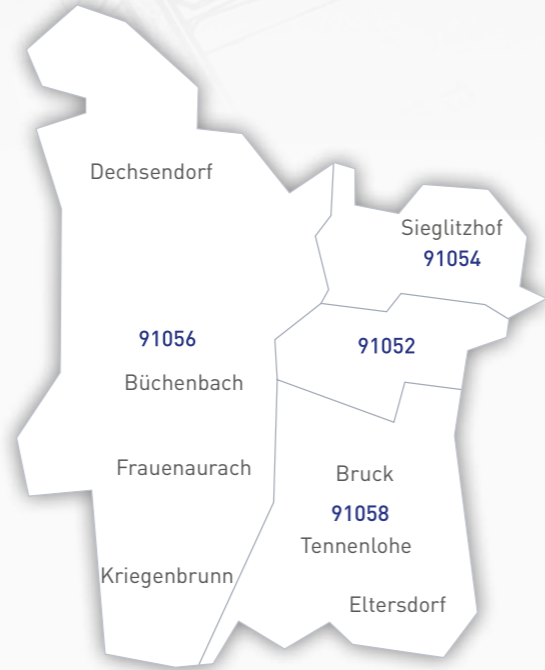 Dechsendorf
Sieglitzhof
91054
91056
91052
Büchenbach
Frauenaurach
Bruck
91058
Tennenlohe
Kriegenbrunn
Eltersdorf